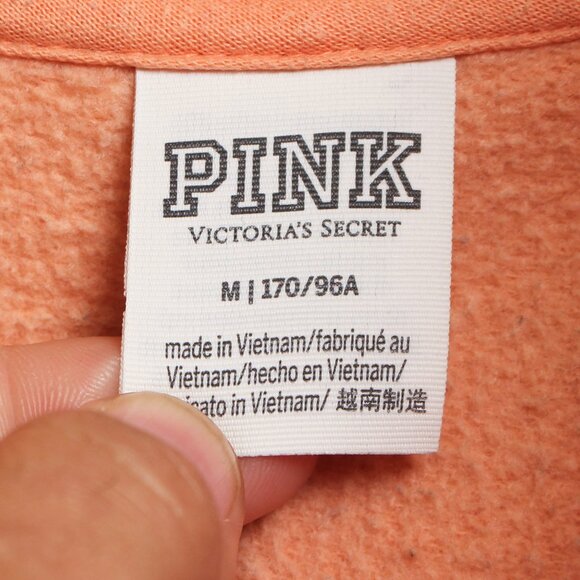 PINK
VICTORIA'S SECRET
M | 170/96A
made in Vietnam/fabriqué au
Vietnam/hecho en Vietnam/
in Vietnam/ 越南制造